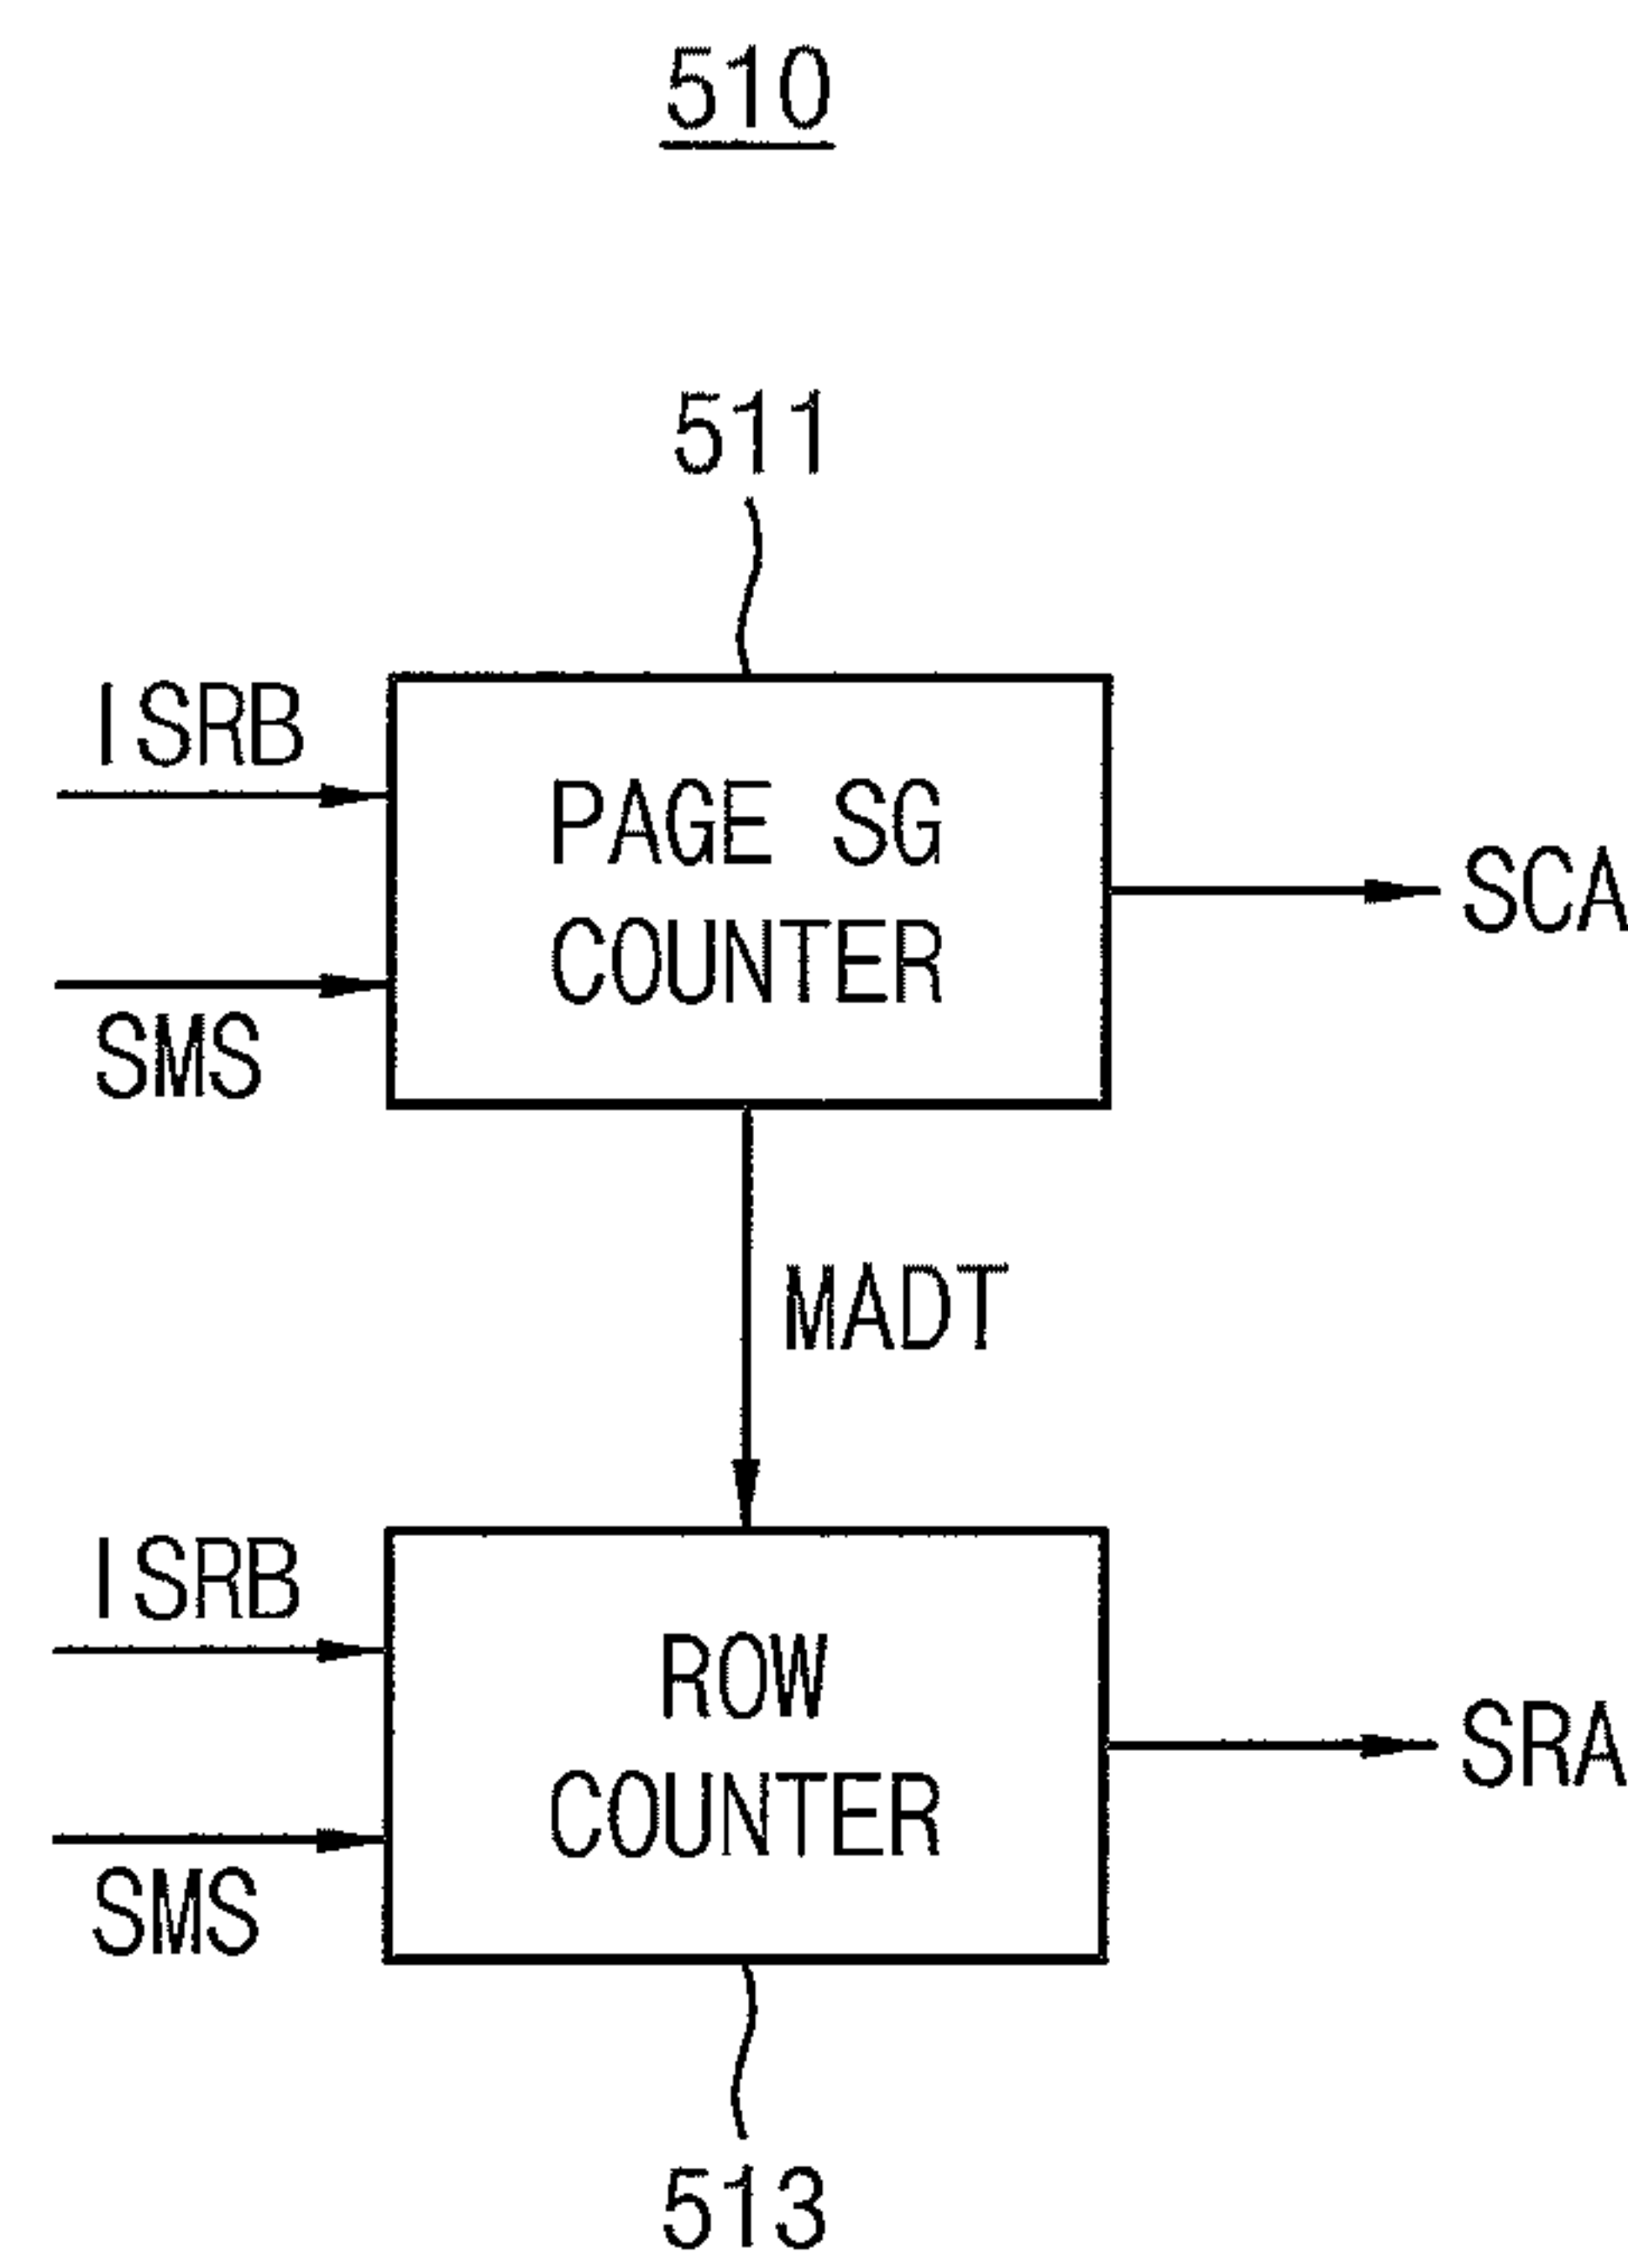 510
511
ISRB
PAGE SG
SCA
COUNTER
SMS
MADT
ISRB
ROW
SRA
COUNTER
SMS
513